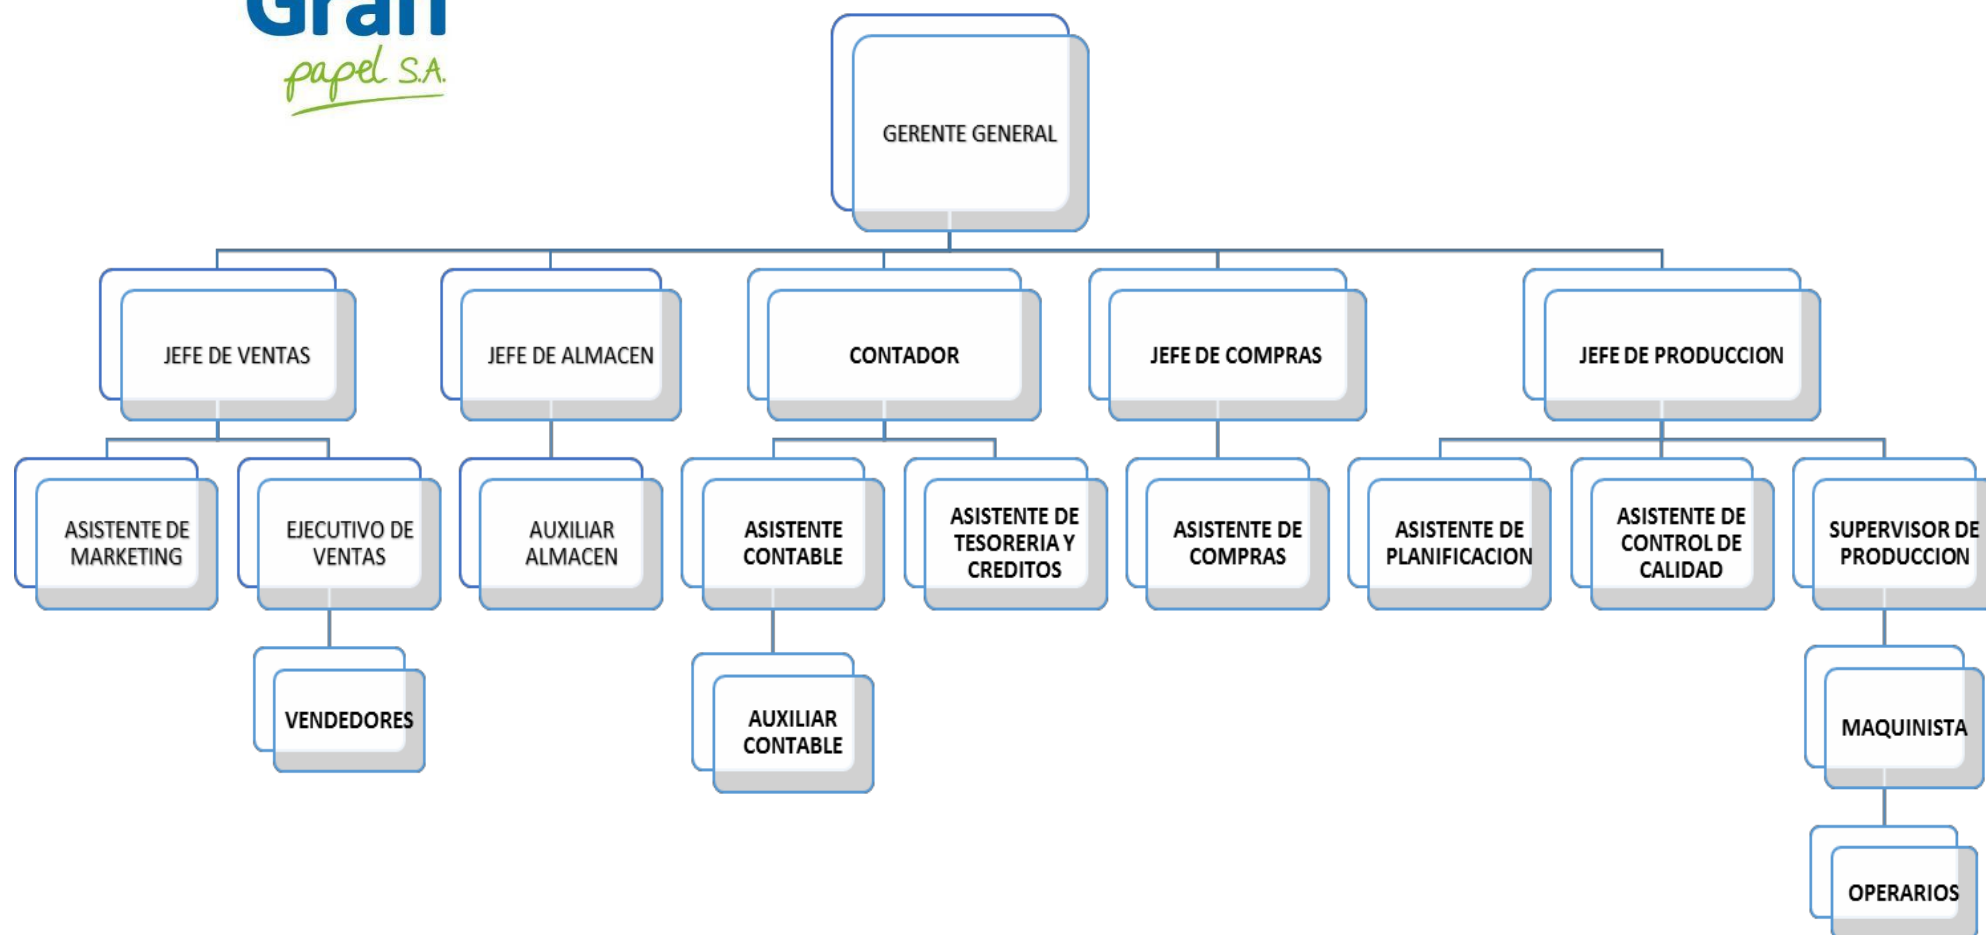 Gran
papel S.A.
GERENTE GENERAL
JEFE DE VENTAS
JEFE DE ALMACEN
CONTADOR
JEFE DE COMPRAS
JEFE DE PRODUCCION
ASISTENTE DE
MARKETING
EJECUTIVO DE
VENTAS
AUXILIAR
ALMACEN
ASISTENTE
CONTABLE
ASISTENTE DE
TESORERIA Y
CREDITOS
ASISTENTE DE
COMPRAS
ASISTENTE DE
PLANIFICACION
ASISTENTE DE
CONTROL DE
CALIDAD
SUPERVISOR DE
PRODUCCION
VENDEDORES
AUXILIAR
CONTABLE
MAQUINISTA
OPERARIOS